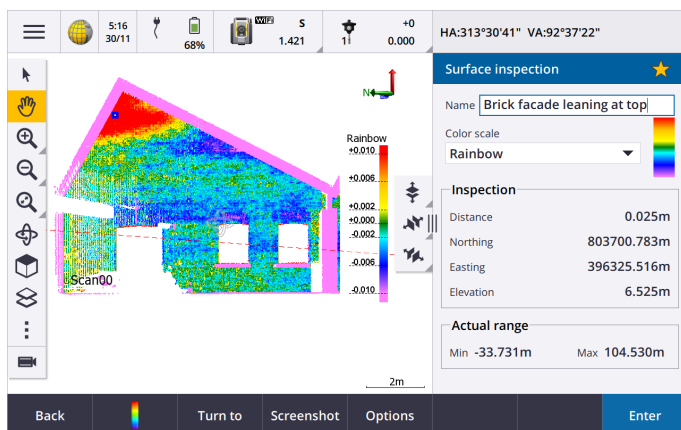 5:16
30/11
68%
WiFi
S
1.421
1
+0
0.000
HA:313°30'41" VA:92°37'22"
Surface inspection
Name Brick facade leaning at top
Color scale
Rainbow
Inspection
Distance 0.025m
Northing 803700.783m
Easting 396325.516m
Elevation 6.525m
Actual range
Min -33.731m Max 104.530m
N
Rainbow
+0.010
+0.006
+0.002
+0.000
-0.002
-0.006
-0.010
Scan00
2m
Back
Turn to
Screenshot
Options
Enter